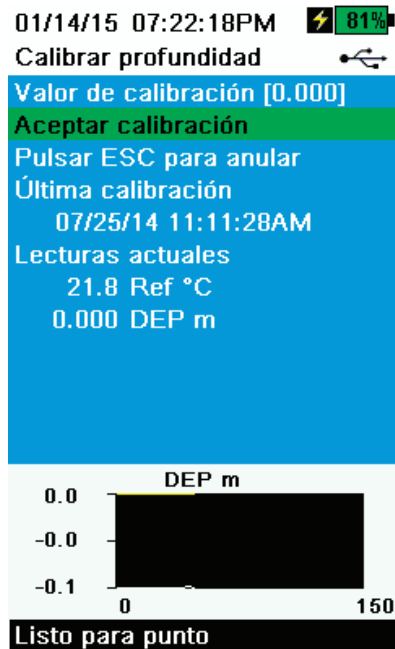 01/14/15 07:22:18PM 81%
Calibrar profundidad
Valor de calibración [0.000]
Aceptar calibración
Pulsar ESC para anular
Última calibración
07/25/14 11:11:28AM
Lecturas actuales
21.8 Ref °C
0.000 DEP m
DEP m
0.0
-0.0
-0.1
0 150
Listo para punto